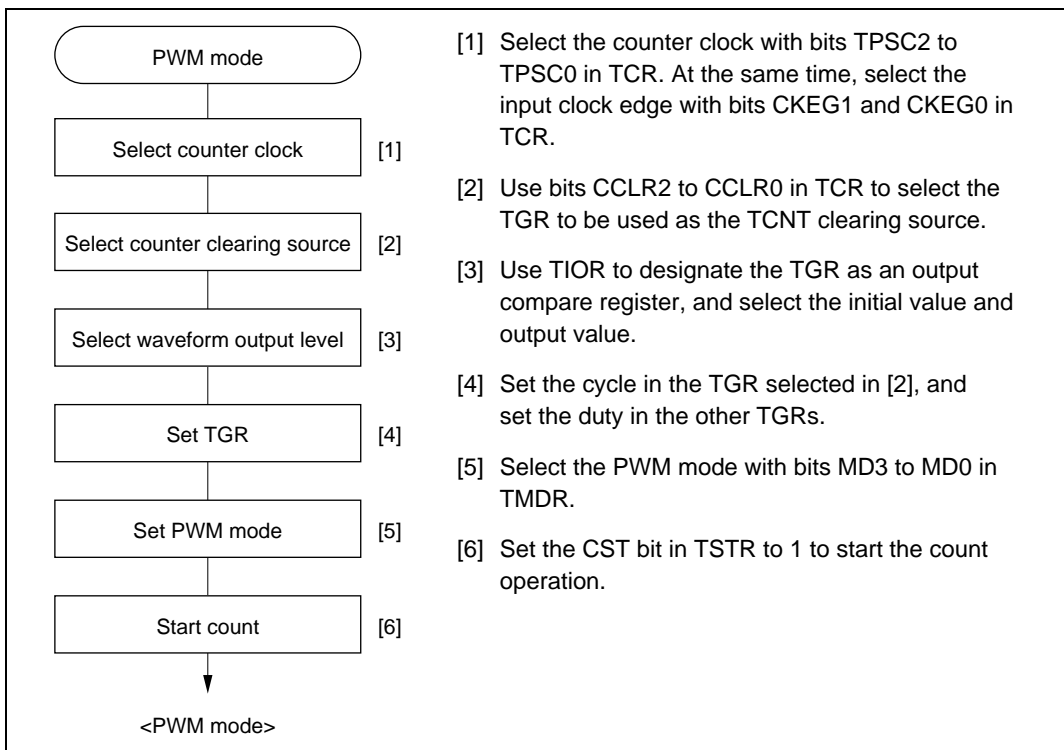 PWM mode
Select counter clock [1]
Select counter clearing source [2]
Select waveform output level [3]
Set TGR [4]
Set PWM mode [5]
Start count [6]
<PWM mode>
[1] Select the counter clock with bits TPSC2 to
TPSC0 in TCR. At the same time, select the
input clock edge with bits CKEG1 and CKEG0 in
TCR.
[2] Use bits CCLR2 to CCLR0 in TCR to select the
TGR to be used as the TCNT clearing source.
[3] Use TIOR to designate the TGR as an output
compare register, and select the initial value and
output value.
[4] Set the cycle in the TGR selected in [2], and
set the duty in the other TGRs.
[5] Select the PWM mode with bits MD3 to MD0 in
TMDR.
[6] Set the CST bit in TSTR to 1 to start the count
operation.